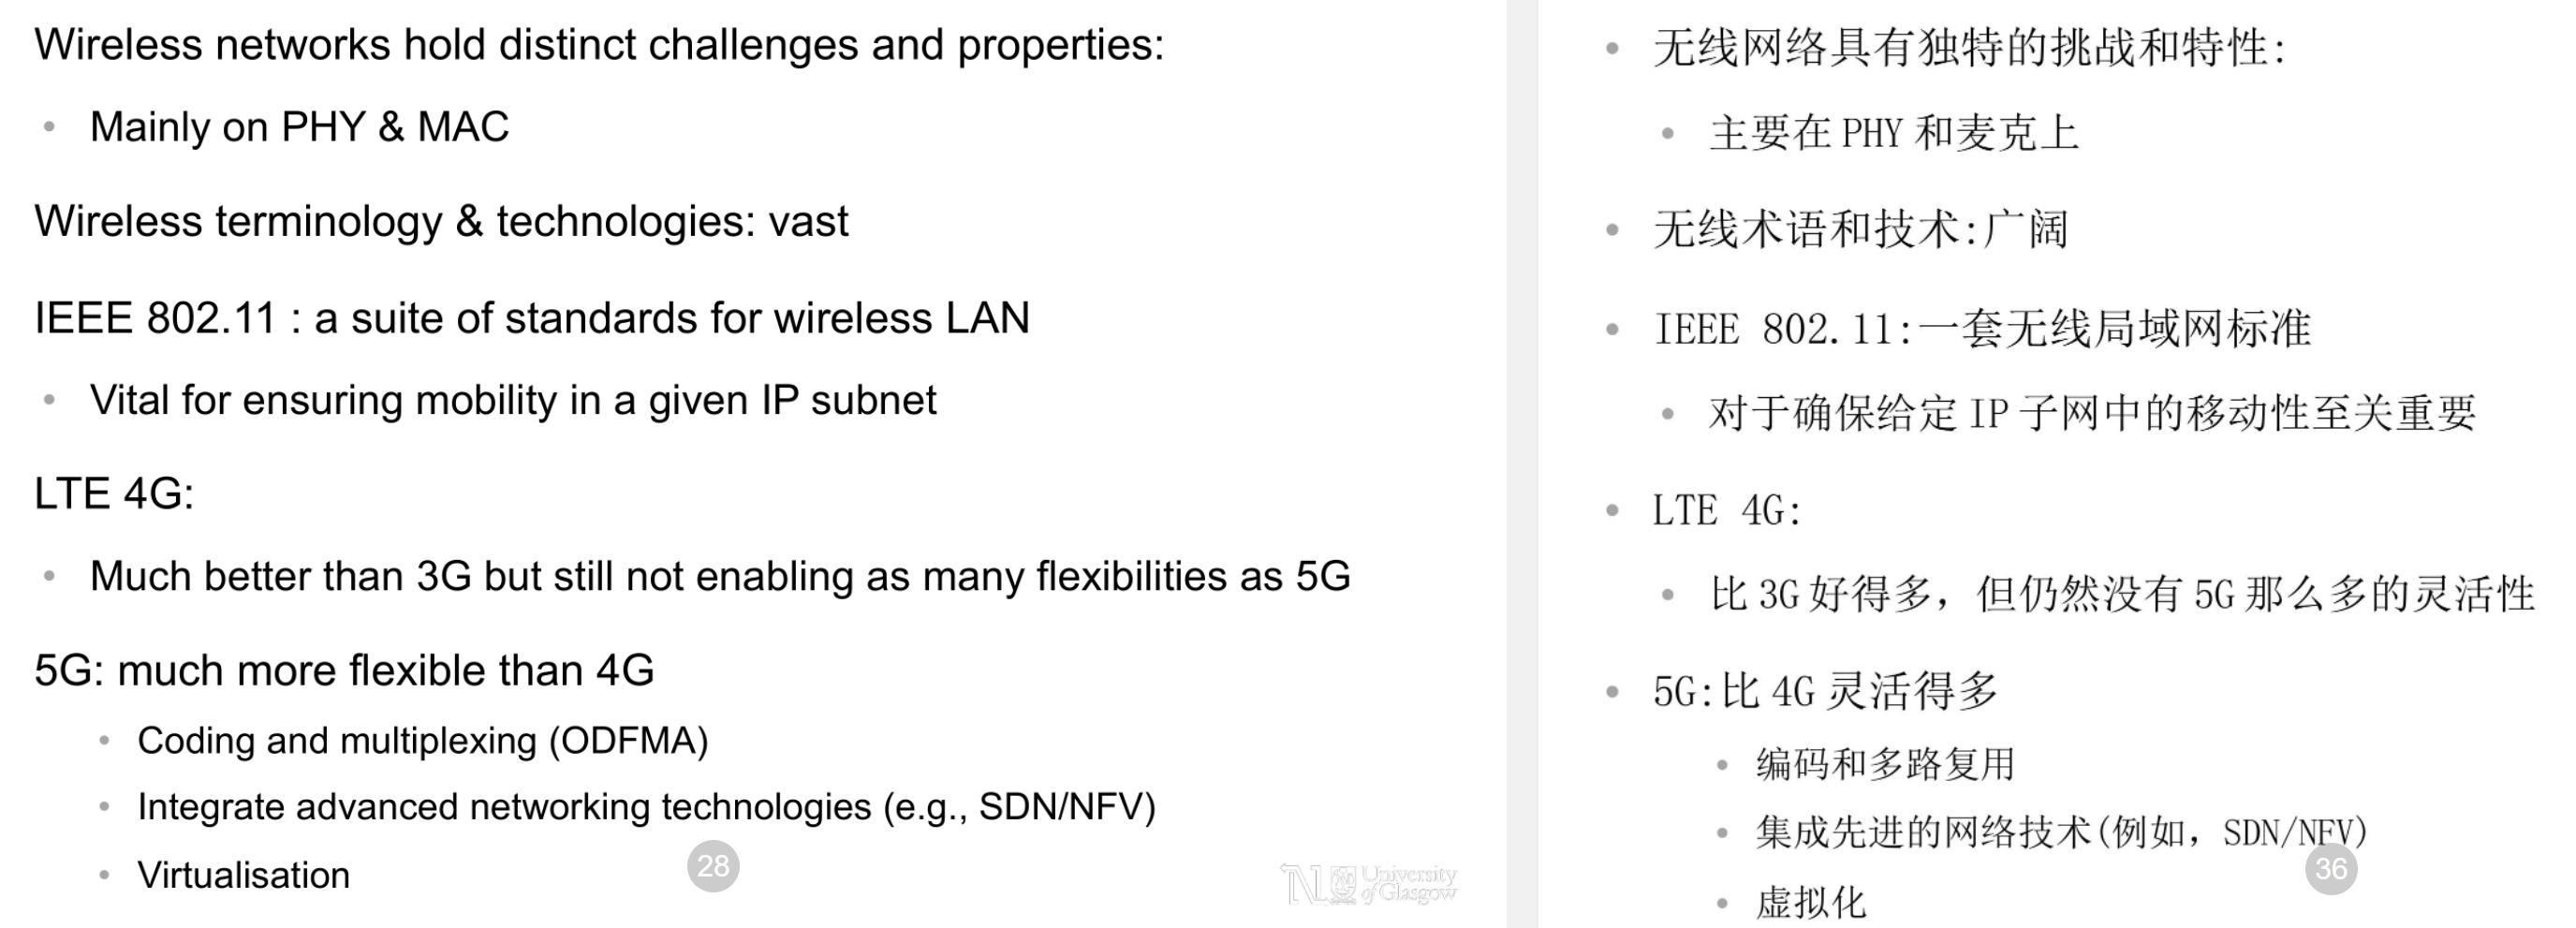 Wireless networks hold distinct challenges and properties:
• Mainly on PHY & MAC
Wireless terminology & technologies: vast
IEEE 802.11 : a suite of standards for wireless LAN
• Vital for ensuring mobility in a given IP subnet
LTE 4G:
• Much better than 3G but still not enabling as many flexibilities as 5G
5G: much more flexible than 4G
• Coding and multiplexing (ODFMA)
• Integrate advanced networking technologies (e.g., SDN/NFV)
• Virtualisation
28
University
of Glasgow
• 无线网络具有独特的挑战和特性:
• 主要在 PHY 和麦克上
• 无线术语和技术:广阔
• IEEE 802.11:一套无线局域网标准
• 对于确保给定 IP 子网中的移动性至关重要
• LTE 4G:
• 比 3G 好得多，但仍然没有 5G 那么多的灵活性
• 5G:比 4G 灵活得多
• 编码和多路复用
• 集成先进的网络技术(例如，SDN/NFV)
• 虚拟化
36